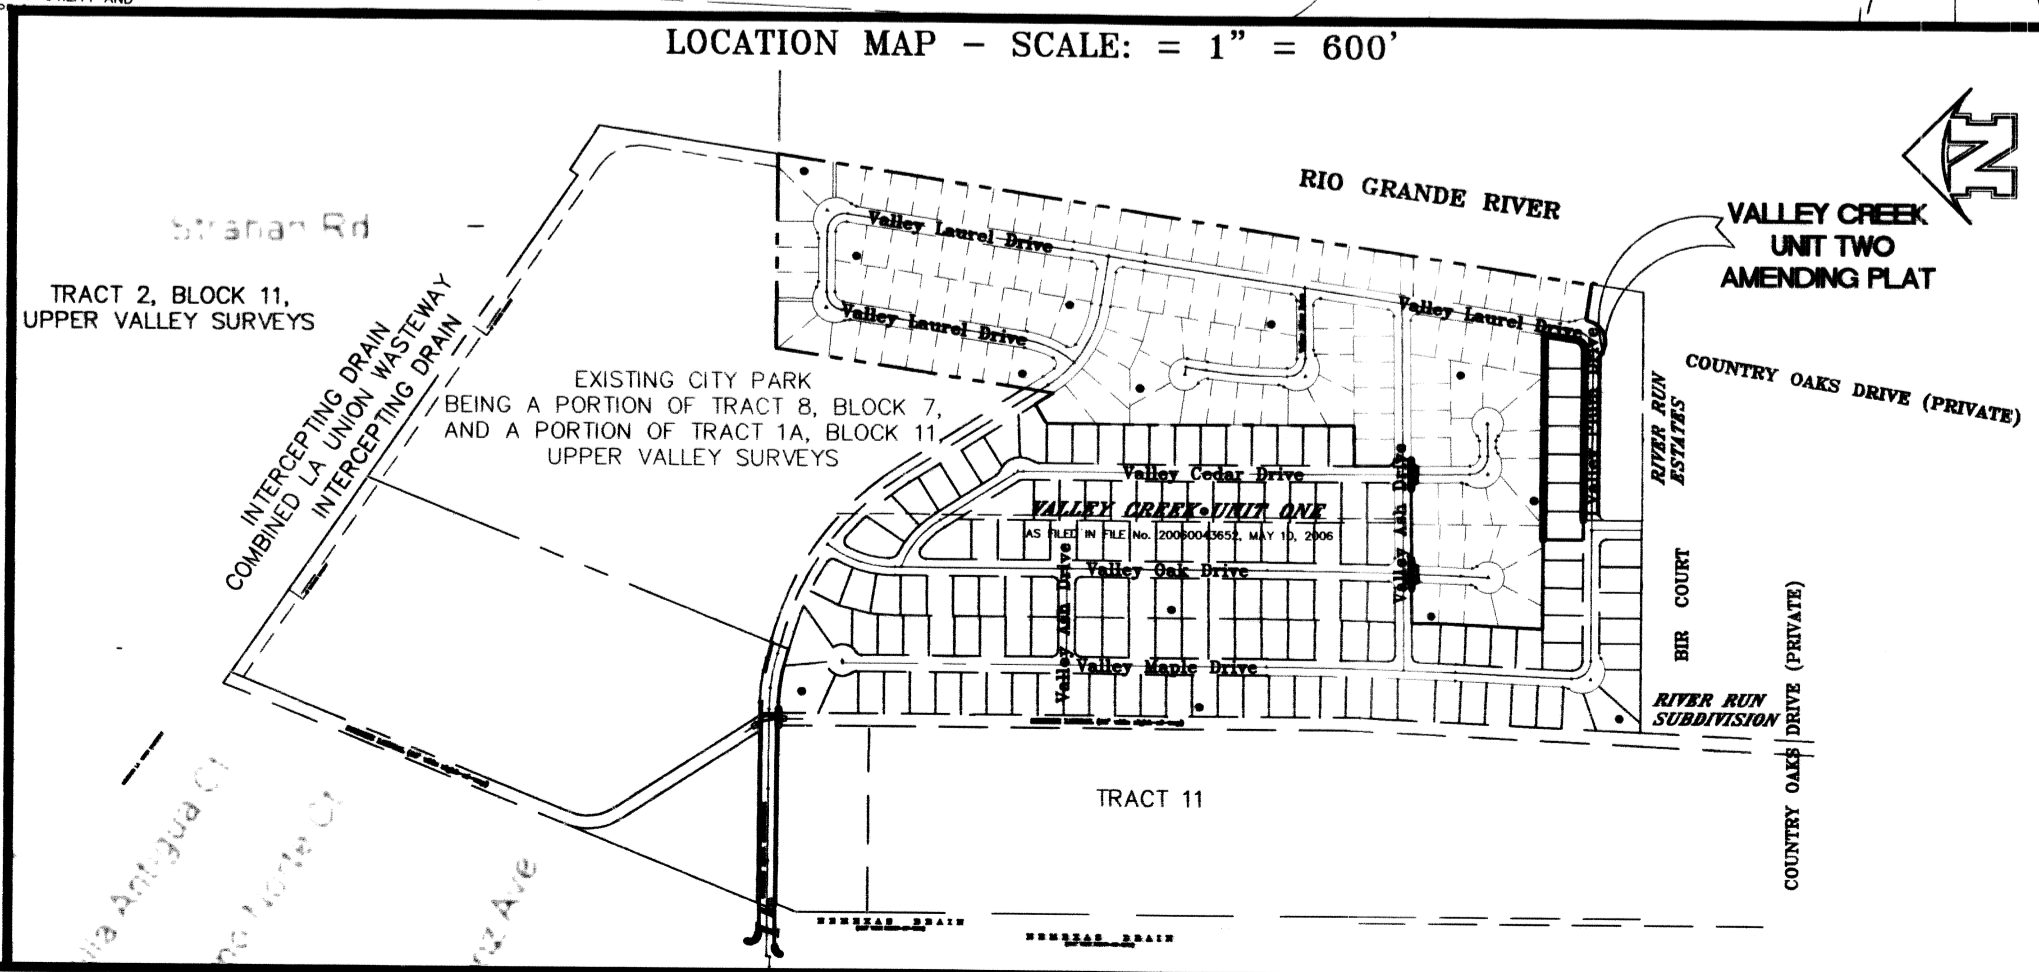 LOCATION MAP - SCALE: = 1" = 600'
N
RIO GRANDE RIVER
VALLEY CREEK
UNIT TWO
AMENDING PLAT
Strahan Rd
TRACT 2, BLOCK 11,
UPPER VALLEY SURVEYS
INTERCEPTING DRAIN
COMBINED LA UNION WASTEWAY
INTERCEPTING DRAIN
EXISTING CITY PARK
BEING A PORTION OF TRACT 8, BLOCK 7,
AND A PORTION OF TRACT 1A, BLOCK 11,
UPPER VALLEY SURVEYS
Valley Laurel Drive
Valley Laurel Drive
Valley Laurel Drive
COUNTRY OAKS DRIVE (PRIVATE)
RIVER RUN
ESTATES
Valley Cedar Drive
Valley Ash Drive
VALLEY CREEK UNIT ONE
AS FILED IN FILE No. 20060043652, MAY 10, 2006
Valley Oak Drive
Valley Ash Drive
Valley Maple Drive
BIR COURT
RIVER RUN
SUBDIVISION
COUNTRY OAKS DRIVE (PRIVATE)
TRACT 11
Antigua Ct
Norte Ct
Ave
NEMEXAS DRAIN
NEMEXAS DRAIN